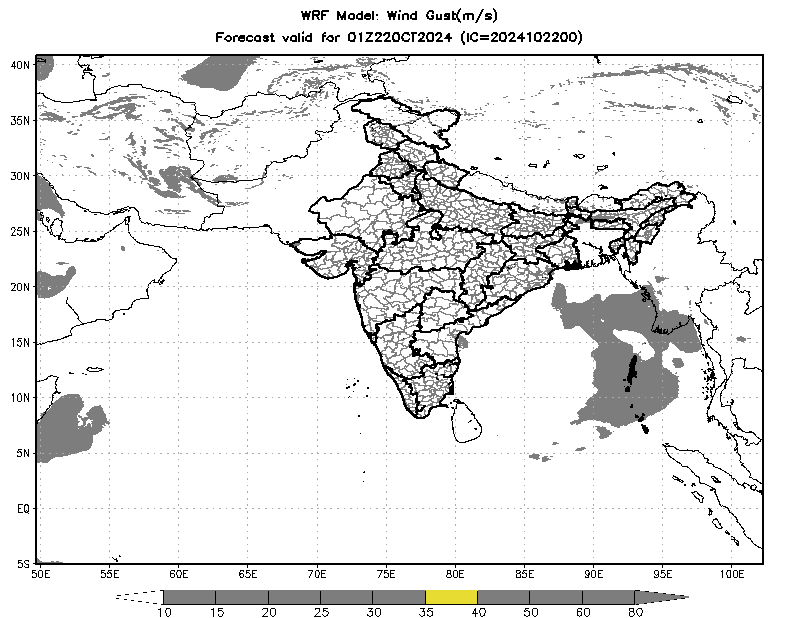 WRF Model: Wind Gust(m/s)
Forecast valid for 01Z22OCT2024 (IC=2024102200)
40N
35N
30N
25N
20N
15N
10N
5N
EQ
5S
50E 55E 60E 65E 70E 75E 80E 85E 90E 95E 100E
10 15 20 25 30 35 40 50 60 80